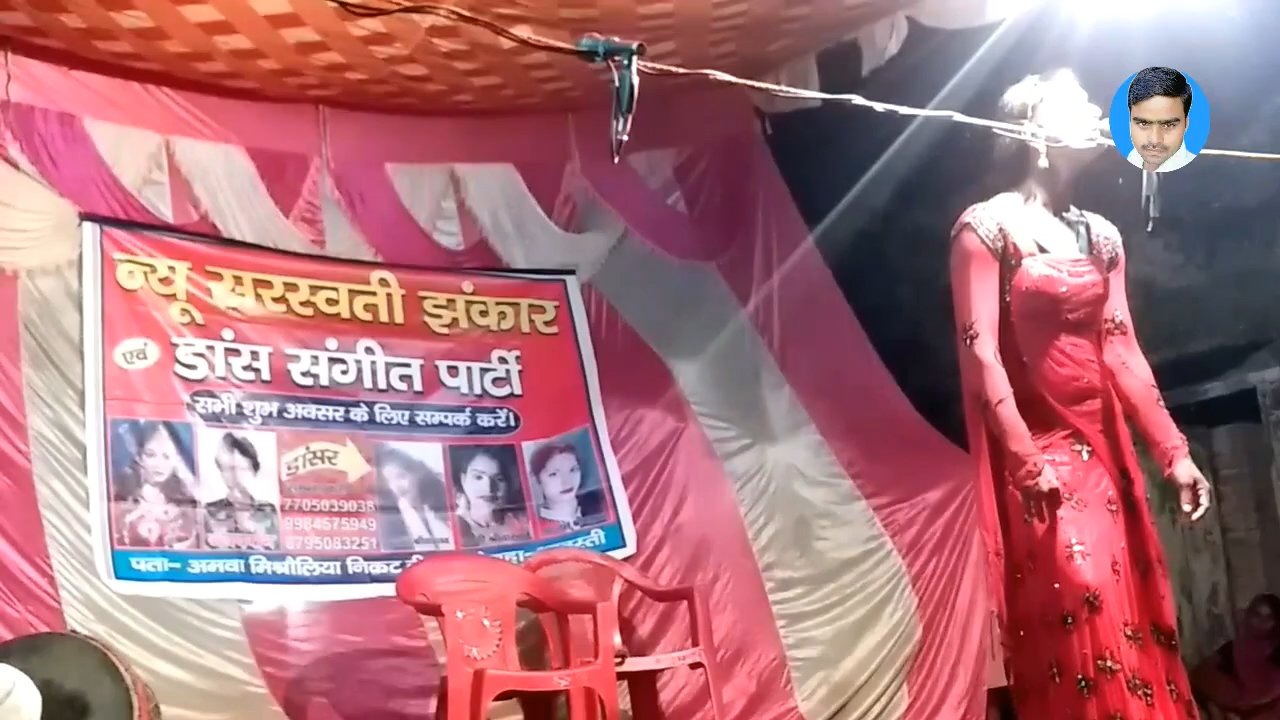 न्यू सरस्वती झंकार
एवं डांस संगीत पार्टी
सभी शुभ अवसर के लिए सम्पर्क करें।
डांसर
7705039038
9984575949
8795083251
पता- अमवा मिश्रौलिया निकट